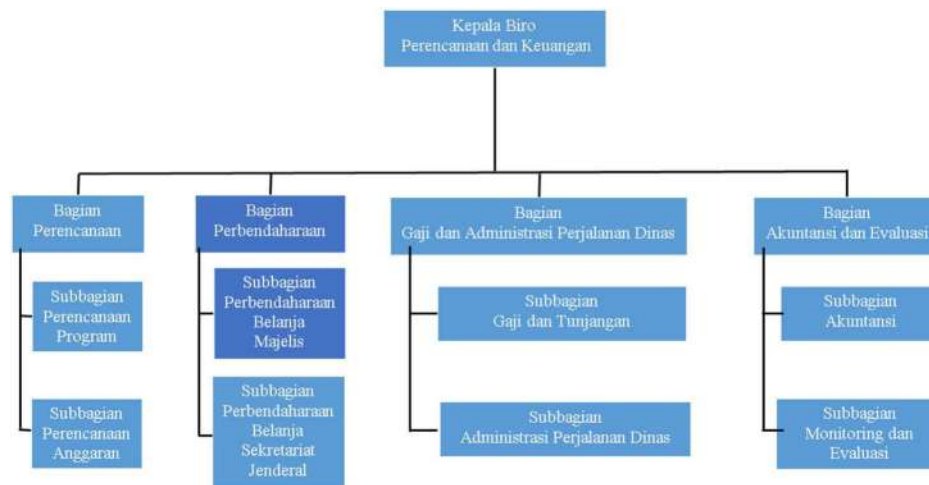 Kepala Biro
Perencanaan dan Keuangan
Bagian
Perencanaan
Bagian
Perbendaharaan
Bagian
Gaji dan Administrasi Perjalanan Dinas
Bagian
Akuntansi dan Evaluasi
Subbagian
Perencanaan
Program
Subbagian
Perbendaharaan
Belanja
Majelis
Subbagian
Gaji dan Tunjangan
Subbagian
Akuntansi
Subbagian
Perencanaan
Anggaran
Subbagian
Perbendaharaan
Belanja
Sekretariat
Jenderal
Subbagian
Administrasi Perjalanan Dinas
Subbagian
Monitoring dan
Evaluasi